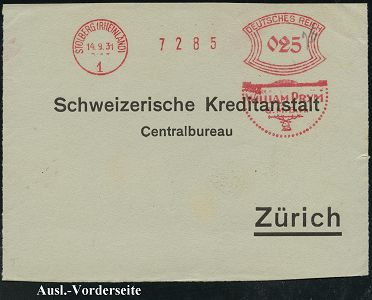 STOLBERG (RHEINLAND)
14.9.31
1
7285
DEUTSCHES REICH
025
WILLIAM PRYM
Schweizerische Kreditanstalt
Centralbureau
Zürich
Ausl.-Vorderseite